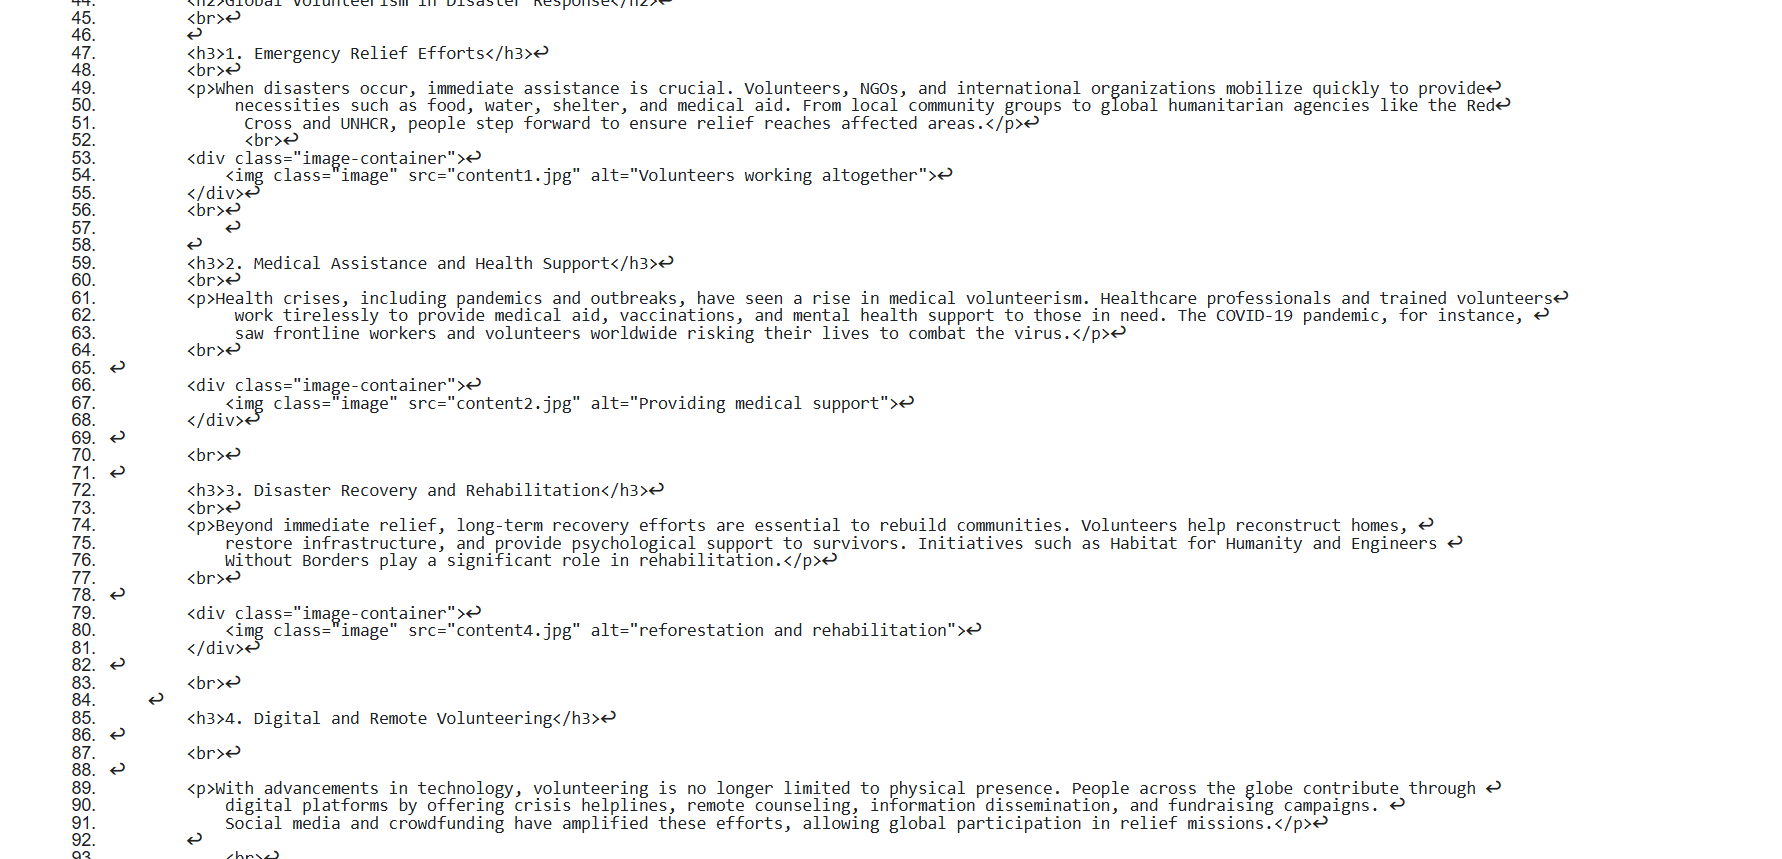 44. <h2>Global Volunteerism in Disaster Response</h2>↩
45. <br>↩
46. ↩
47. <h3>1. Emergency Relief Efforts</h3>↩
48. <br>↩
49. <p>When disasters occur, immediate assistance is crucial. Volunteers, NGOs, and international organizations mobilize quickly to provide↩
50. necessities such as food, water, shelter, and medical aid. From local community groups to global humanitarian agencies like the Red↩
51. Cross and UNHCR, people step forward to ensure relief reaches affected areas.</p>↩
52. <br>↩
53. <div class="image-container">↩
54. <img class="image" src="content1.jpg" alt="Volunteers working altogether">↩
55. </div>↩
56. <br>↩
57. ↩
58. ↩
59. <h3>2. Medical Assistance and Health Support</h3>↩
60. <br>↩
61. <p>Health crises, including pandemics and outbreaks, have seen a rise in medical volunteerism. Healthcare professionals and trained volunteers↩
62. work tirelessly to provide medical aid, vaccinations, and mental health support to those in need. The COVID-19 pandemic, for instance, ↩
63. saw frontline workers and volunteers worldwide risking their lives to combat the virus.</p>↩
64. <br>↩
65. ↩
66. <div class="image-container">↩
67. <img class="image" src="content2.jpg" alt="Providing medical support">↩
68. </div>↩
69. ↩
70. <br>↩
71. ↩
72. <h3>3. Disaster Recovery and Rehabilitation</h3>↩
73. <br>↩
74. <p>Beyond immediate relief, long-term recovery efforts are essential to rebuild communities. Volunteers help reconstruct homes, ↩
75. restore infrastructure, and provide psychological support to survivors. Initiatives such as Habitat for Humanity and Engineers ↩
76. Without Borders play a significant role in rehabilitation.</p>↩
77. <br>↩
78. ↩
79. <div class="image-container">↩
80. <img class="image" src="content4.jpg" alt="reforestation and rehabilitation">↩
81. </div>↩
82. ↩
83. <br>↩
84. ↩
85. <h3>4. Digital and Remote Volunteering</h3>↩
86. ↩
87. <br>↩
88. ↩
89. <p>With advancements in technology, volunteering is no longer limited to physical presence. People across the globe contribute through ↩
90. digital platforms by offering crisis helplines, remote counseling, information dissemination, and fundraising campaigns. ↩
91. Social media and crowdfunding have amplified these efforts, allowing global participation in relief missions.</p>↩
92. ↩
93. <br>↩